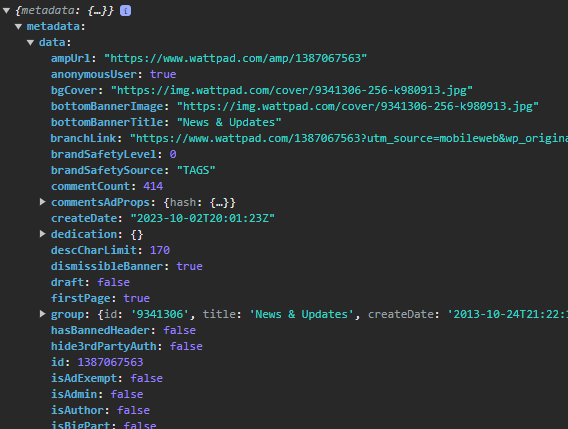 {metadata: {…}} i
metadata:
data:
ampUrl: "https://www.wattpad.com/amp/1387067563"
anonymousUser: true
bgCover: "https://img.wattpad.com/cover/9341306-256-k980913.jpg"
bottomBannerImage: "https://img.wattpad.com/cover/9341306-256-k980913.jpg"
bottomBannerTitle: "News & Updates"
branchLink: "https://www.wattpad.com/1387067563?utm_source=mobileweb&wp_origina
brandSafetyLevel: 0
brandSafetySource: "TAGS"
commentCount: 414
commentsAdProps: {hash: {…}}
createDate: "2023-10-02T20:01:23Z"
dedication: {}
descCharLimit: 170
dismissibleBanner: true
draft: false
firstPage: true
group: {id: '9341306', title: 'News & Updates', createDate: '2013-10-24T21:22:1
hasBannedHeader: false
hide3rdPartyAuth: false
id: 1387067563
isAdExempt: false
isAdmin: false
isAuthor: false
isBigPart: false